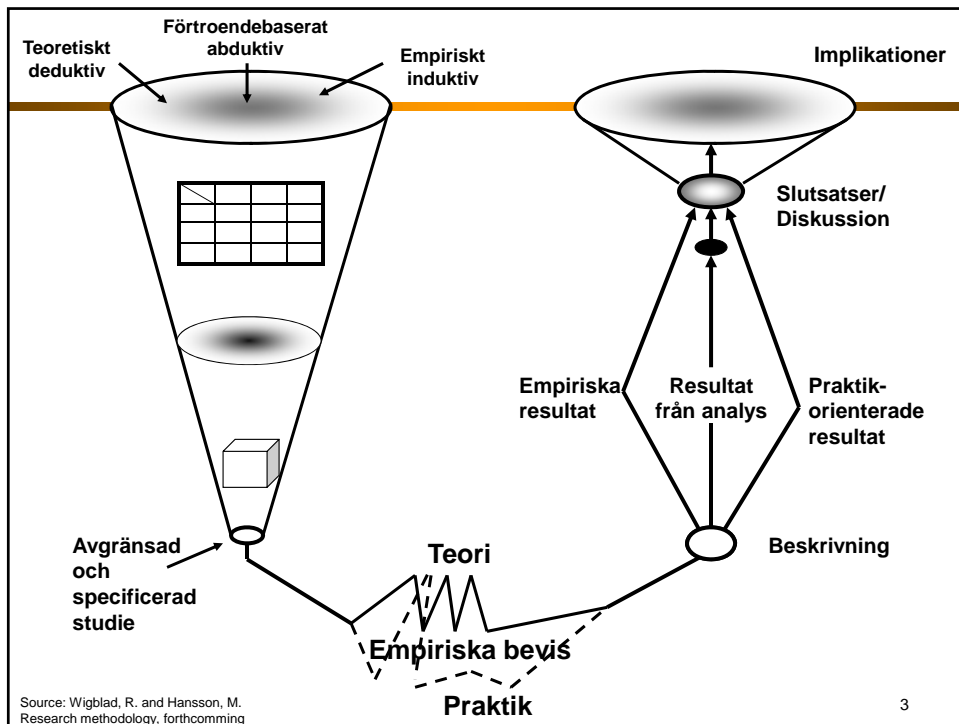 Förtroendebaserat
abduktiv
Teoretiskt
deduktiv
Empiriskt
induktiv
Implikationer
Slutsatser/
Diskussion
Empiriska
resultat
Resultat
från analys
Praktik-
orienterade
resultat
Avgränsad
och
specificerad
studie
Teori
Beskrivning
Empiriska bevis
Praktik
Source: Wigblad, R. and Hansson, M.
Research methodology, forthcomming
3